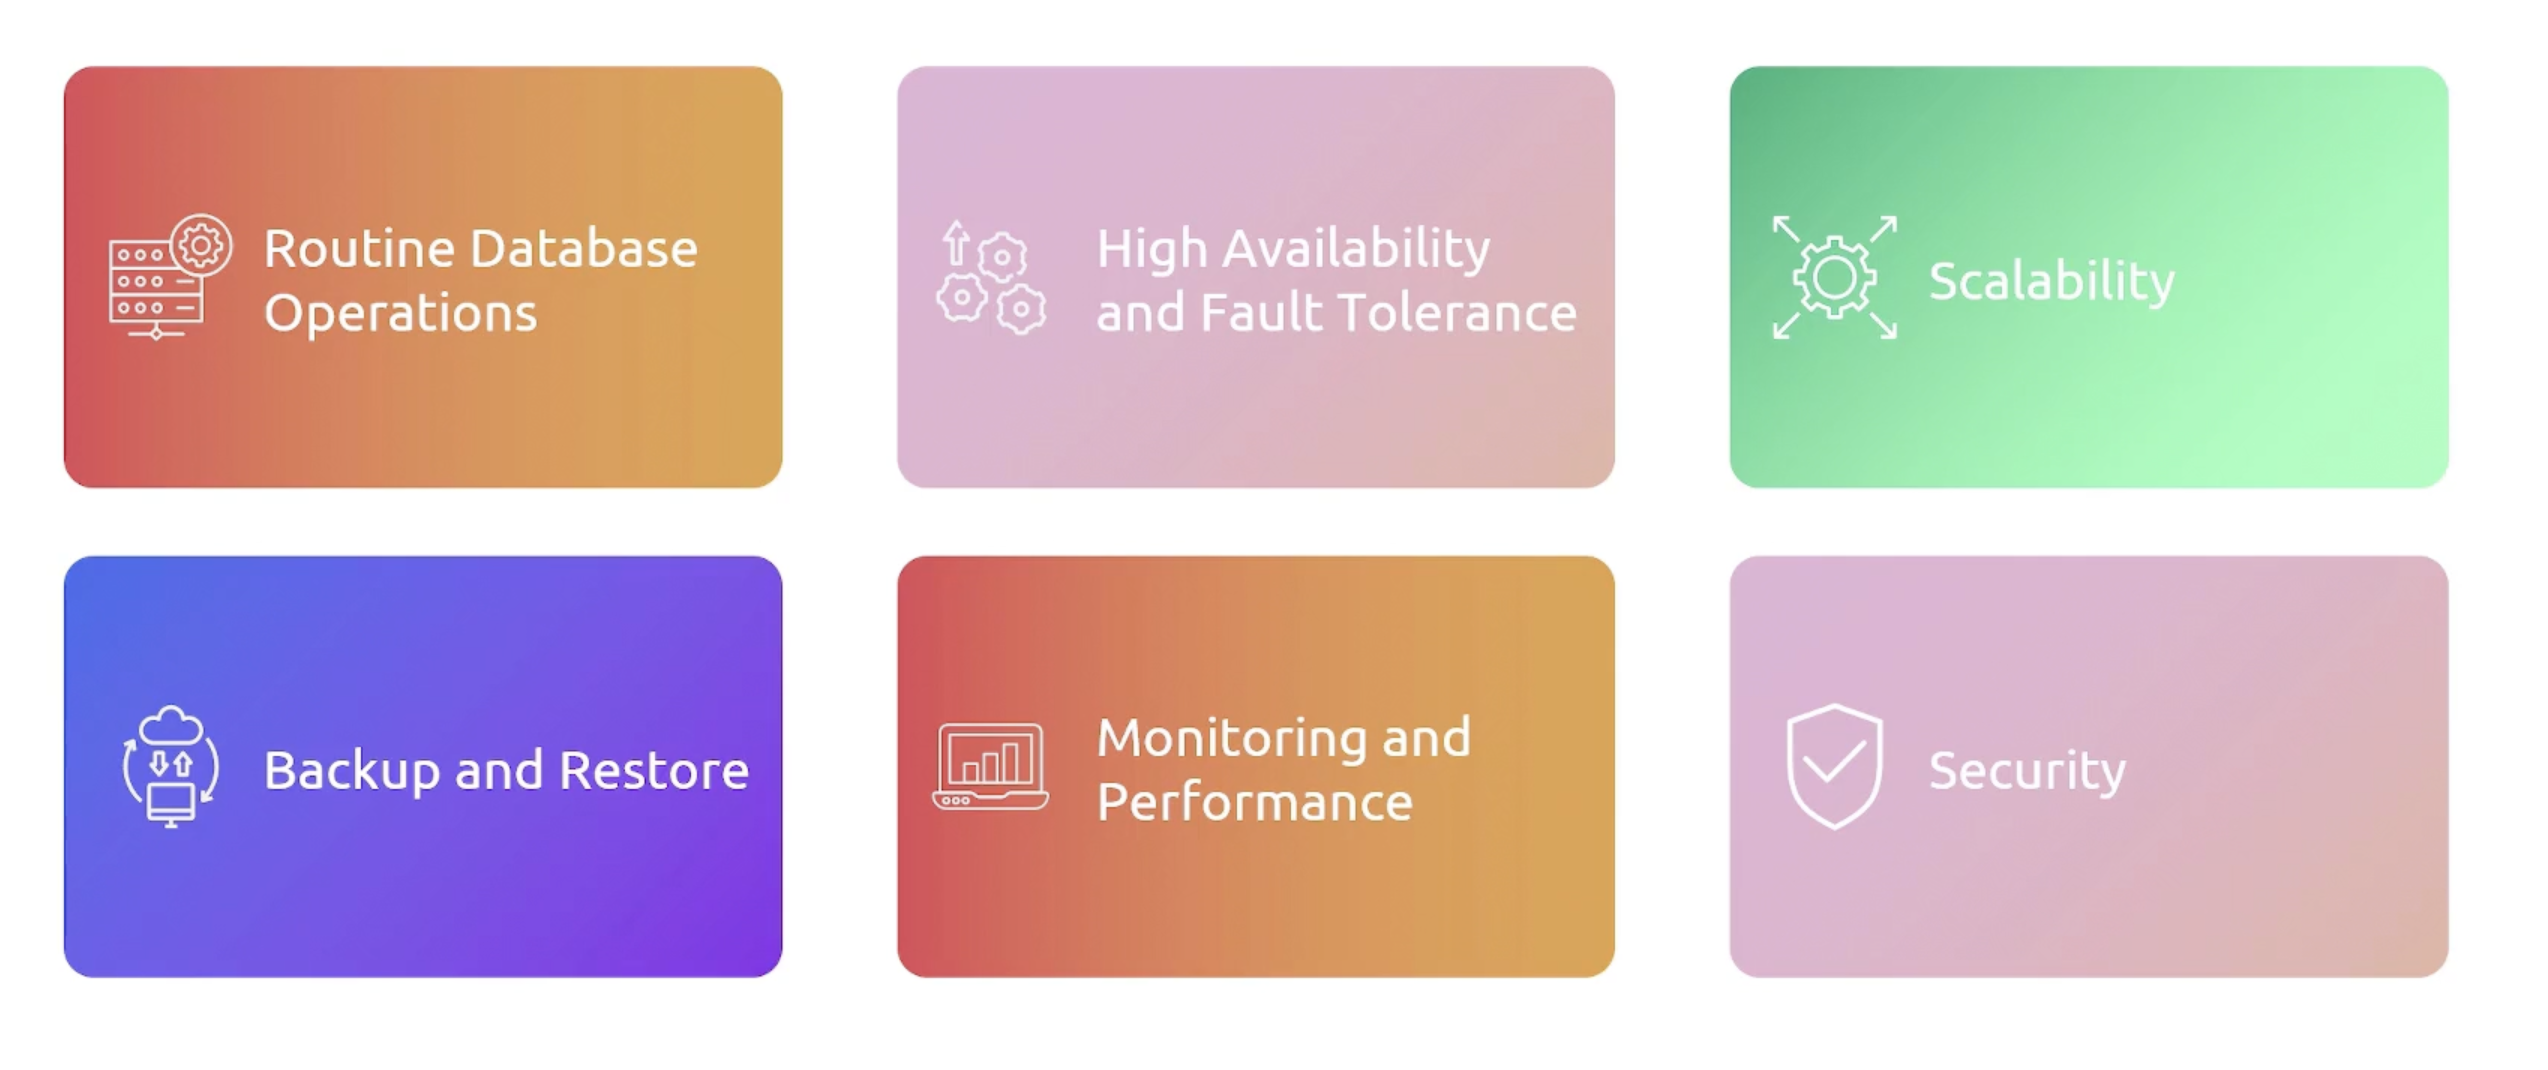 Routine Database
Operations
High Availability
and Fault Tolerance
Scalability
Backup and Restore
Monitoring and
Performance
Security